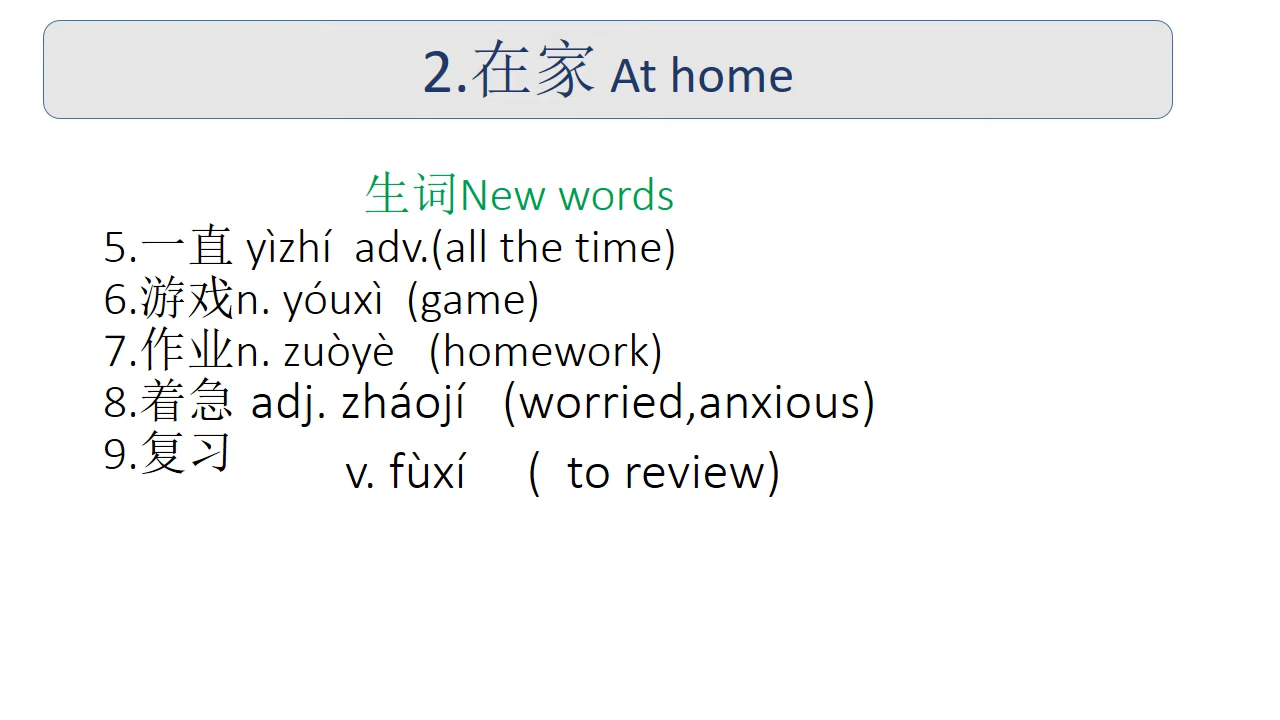 2.在家 At home
生词New words
5.一直 yìzhí adv.(all the time)
6.游戏n. yóuxì (game)
7.作业n. zuòyè (homework)
8.着急 adj. zháojí (worried,anxious)
9.复习 v. fùxí ( to review)